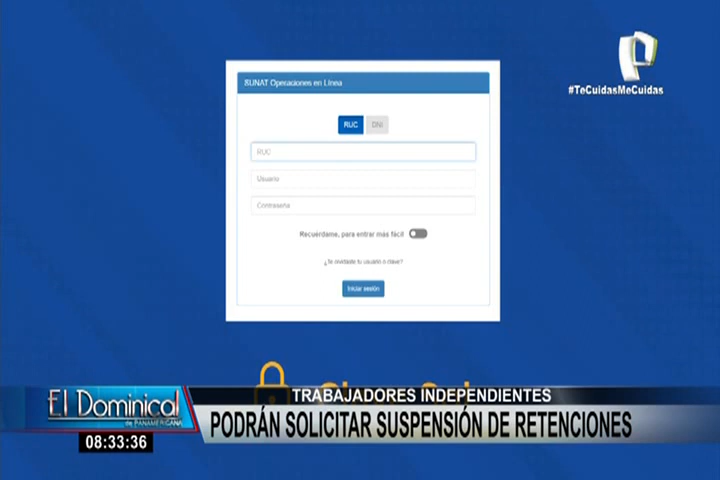 SUNAT Operaciones en Línea
RUC DNI
RUC
Usuario
Contraseña
Recuérdame, para entrar más fácil
¿Te olvidaste tu usuario o clave?
Iniciar sesión
#TeCuidasMeCuidas
TRABAJADORES INDEPENDIENTES
PODRÁN SOLICITAR SUSPENSIÓN DE RETENCIONES
El Dominical
de PANAMERICANA
08:33:36